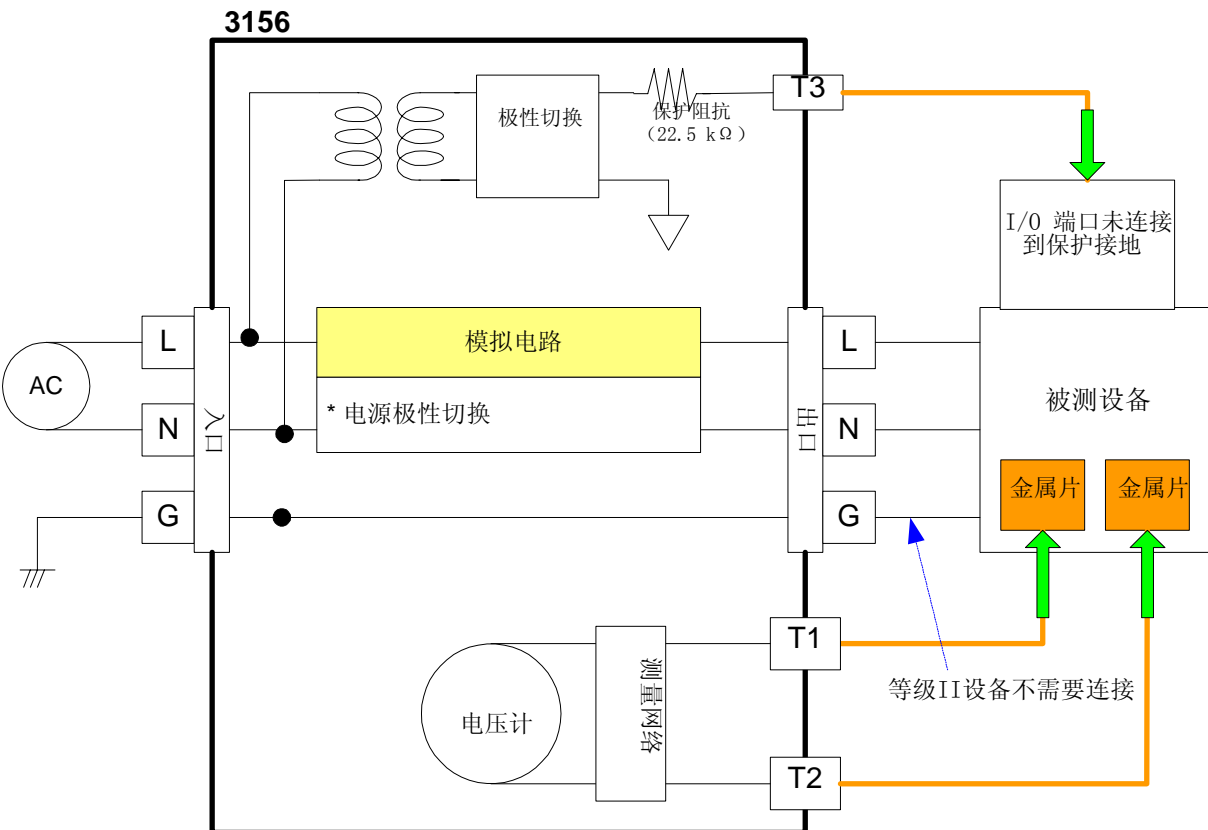 3156
极性切换
保护阻抗
(22.5 kΩ)
T3
I/O 端口未连接
到保护接地
AC
L
N
G
入口
模拟电路
* 电源极性切换
出口
L
N
G
被测设备
金属片
金属片
T1
T2
电压计
测量网络
等级II设备不需要连接